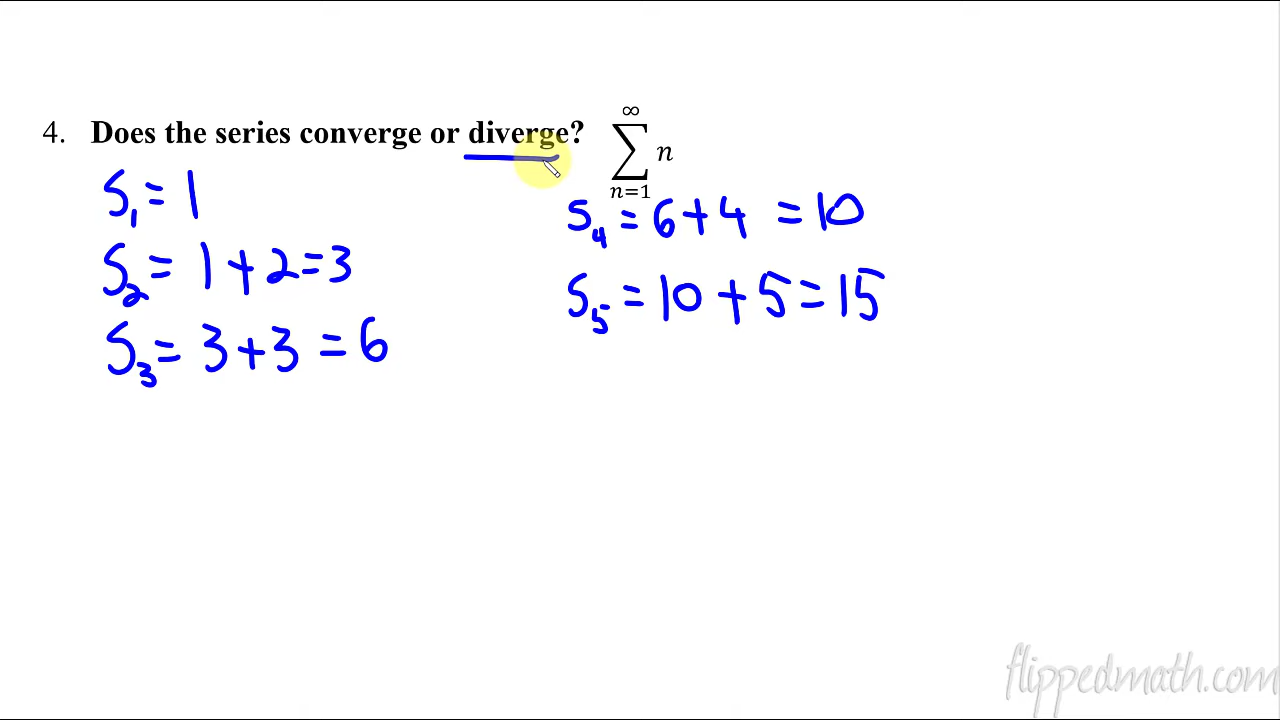 4. Does the series converge or diverge? ∞ ∑ n=1 n
S₁ = 1
S₂ = 1 + 2 = 3
S₃ = 3 + 3 = 6
S₄ = 6 + 4 = 10
S₅ = 10 + 5 = 15
flippedmath.com